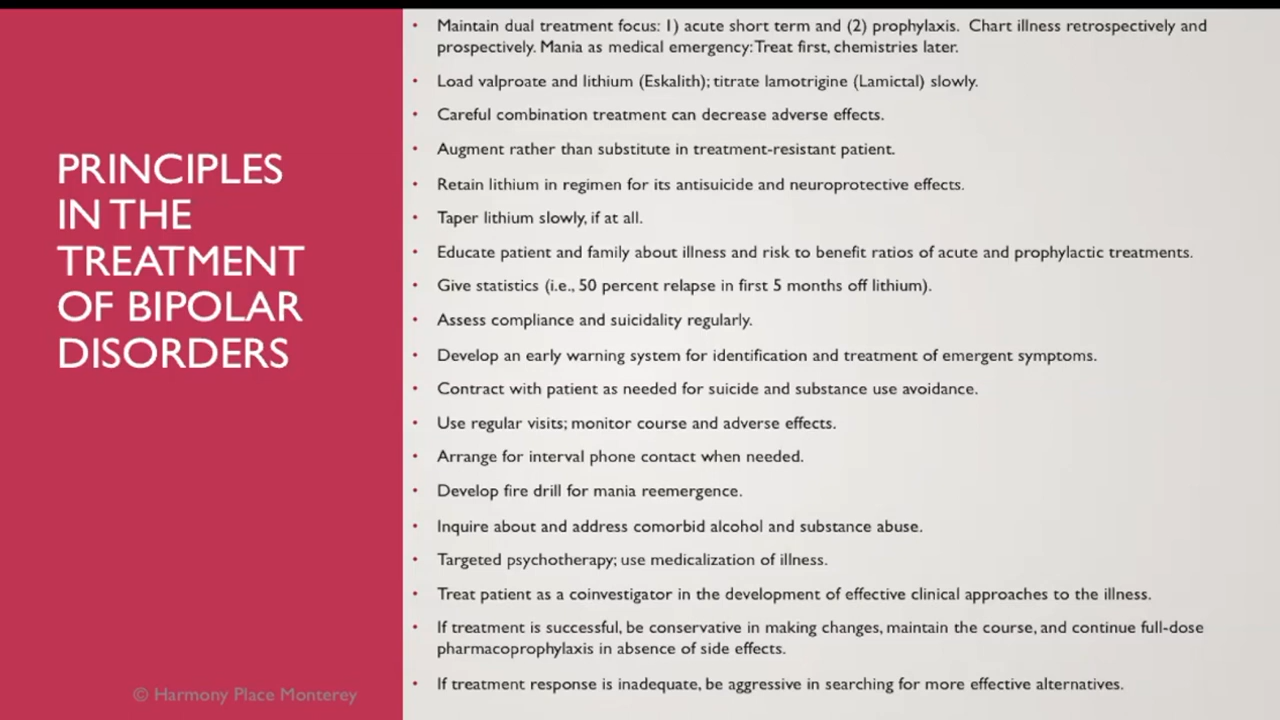 PRINCIPLES
IN THE
TREATMENT
OF BIPOLAR
DISORDERS
© Harmony Place Monterey
• Maintain dual treatment focus: 1) acute short term and (2) prophylaxis. Chart illness retrospectively and
prospectively. Mania as medical emergency: Treat first, chemistries later.
• Load valproate and lithium (Eskalith); titrate lamotrigine (Lamictal) slowly.
• Careful combination treatment can decrease adverse effects.
• Augment rather than substitute in treatment-resistant patient.
• Retain lithium in regimen for its antisuicide and neuroprotective effects.
• Taper lithium slowly, if at all.
• Educate patient and family about illness and risk to benefit ratios of acute and prophylactic treatments.
• Give statistics (i.e., 50 percent relapse in first 5 months off lithium).
• Assess compliance and suicidality regularly.
• Develop an early warning system for identification and treatment of emergent symptoms.
• Contract with patient as needed for suicide and substance use avoidance.
• Use regular visits; monitor course and adverse effects.
• Arrange for interval phone contact when needed.
• Develop fire drill for mania reemergence.
• Inquire about and address comorbid alcohol and substance abuse.
• Targeted psychotherapy; use medicalization of illness.
• Treat patient as a coinvestigator in the development of effective clinical approaches to the illness.
• If treatment is successful, be conservative in making changes, maintain the course, and continue full-dose
pharmacoprophylaxis in absence of side effects.
• If treatment response is inadequate, be aggressive in searching for more effective alternatives.